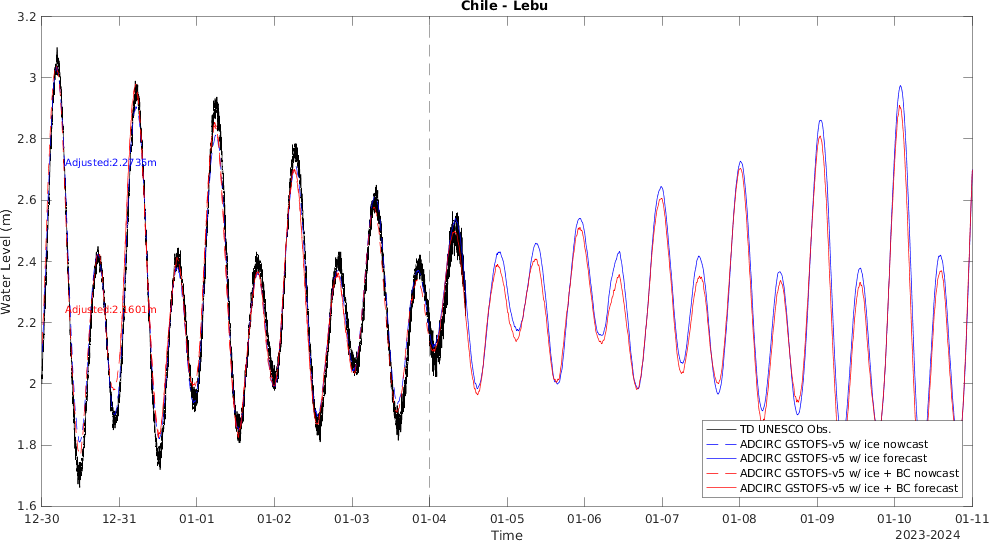 Chile - Lebu
3.2
3
2.8
2.6
2.4
2.2
2
1.8
1.6
Water Level (m)
Adjusted:2.2735m
Adjusted:2.1601m
TD UNESCO Obs.
ADCIRC GSTOFS-v5 w/ ice nowcast
ADCIRC GSTOFS-v5 w/ ice forecast
ADCIRC GSTOFS-v5 w/ ice + BC nowcast
ADCIRC GSTOFS-v5 w/ ice + BC forecast
12-30 12-31 01-01 01-02 01-03 01-04 01-05 01-06 01-07 01-08 01-09 01-10 01-11
Time
2023-2024